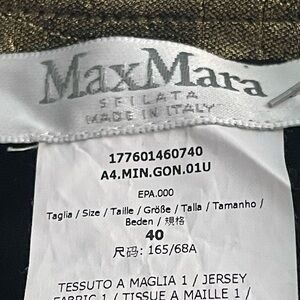 MaxMara
SFILATA
MADE IN ITALY
177601460740
A4.MIN.GON.01U
EPA.000
Taglia / Size / Taille / Größe / Talla / Tamanho /
Beden / 規格
40
尺码: 165/68A
TESSUTO A MAGLIA 1 / JERSEY
FABRIC 1 / TISSUE A MAILLE 1 /